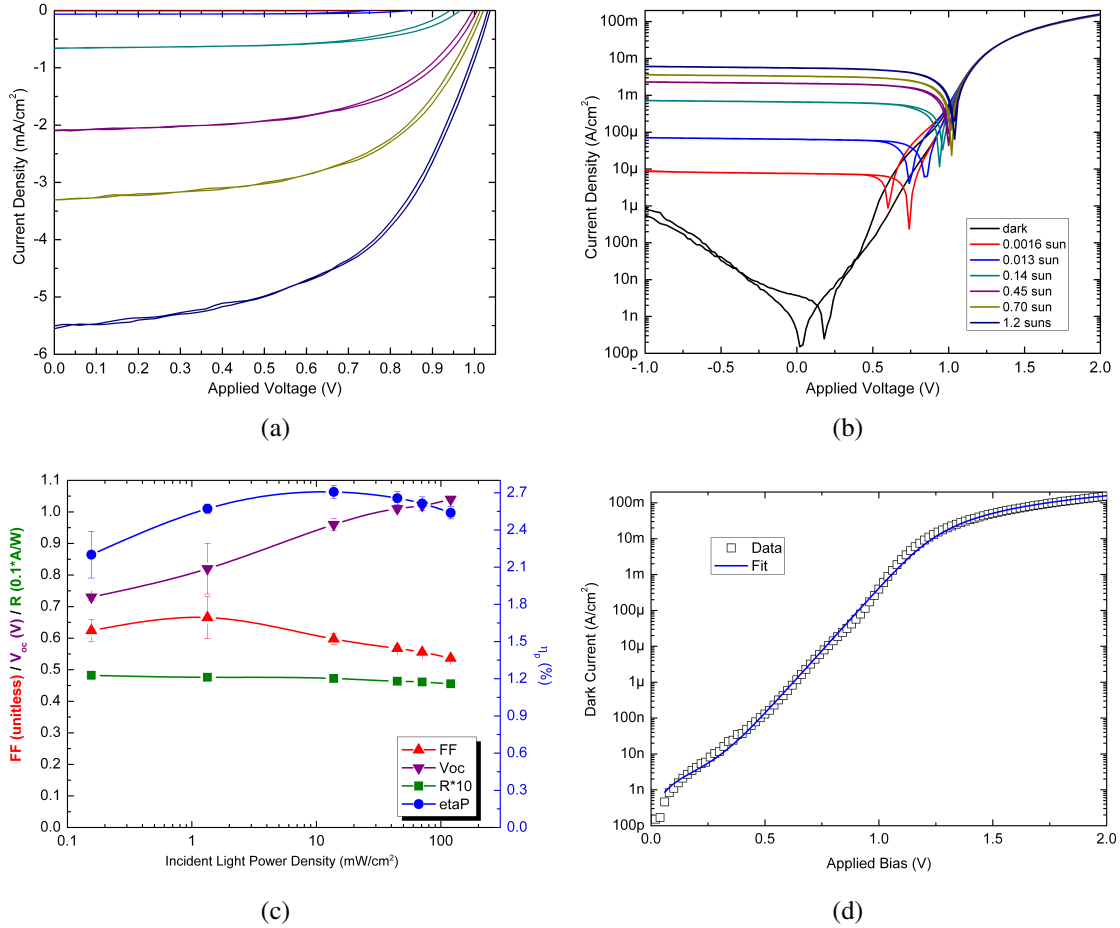 0
-1
-2
-3
-4
-5
-6
Current Density (mA/cm²)
0.0 0.1 0.2 0.3 0.4 0.5 0.6 0.7 0.8 0.9 1.0
Applied Voltage (V)
(a)
100m
10m
1m
100µ
10µ
1µ
100n
10n
1n
100p
Current Density (A/cm²)
dark
0.0016 sun
0.013 sun
0.14 sun
0.45 sun
0.70 sun
1.2 suns
-1.0 -0.5 0.0 0.5 1.0 1.5 2.0
Applied Voltage (V)
(b)
1.1
1.0
0.9
0.8
0.7
0.6
0.5
0.4
0.3
0.2
0.1
0.0
FF (unitless) / Voc (V) / R (0.1*A/W)
2.7
2.4
2.1
1.8
1.5
1.2
0.9
0.6
0.3
0.0
ηp (%)
FF
Voc
R*10
etaP
0.1 1 10 100
Incident Light Power Density (mW/cm²)
(c)
100m
10m
1m
100µ
10µ
1µ
100n
10n
1n
100p
Dark Current (A/cm²)
Data
Fit
0.0 0.5 1.0 1.5 2.0
Applied Bias (V)
(d)